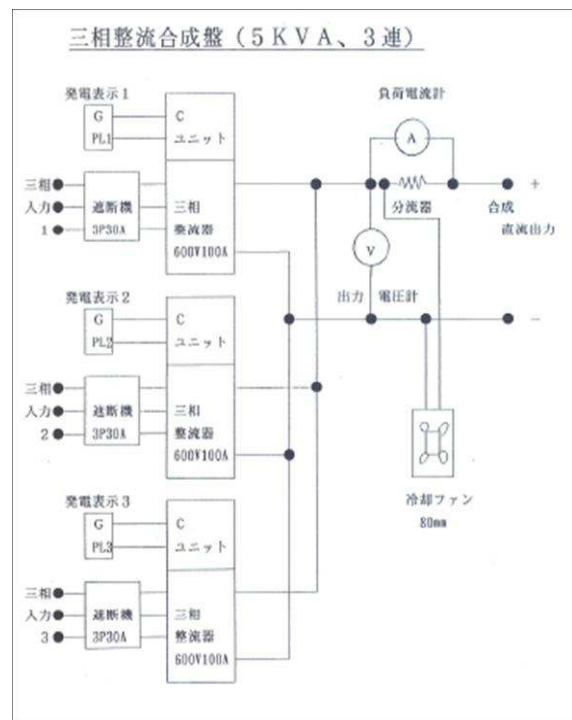 三相整流合成盤(5KVA、3連)
発電表示1
G
PL1
C
ユニット
三相
入力
1
遮断機
3P30A
三相
整流器
600V100A
発電表示2
G
PL2
C
ユニット
三相
入力
2
遮断機
3P30A
三相
整流器
600V100A
発電表示3
G
PL3
C
ユニット
三相
入力
3
遮断機
3P30A
三相
整流器
600V100A
負荷電流計
A
分流器
+
合成
直流出力
V
出力 電圧計
−
冷却ファン
80mm